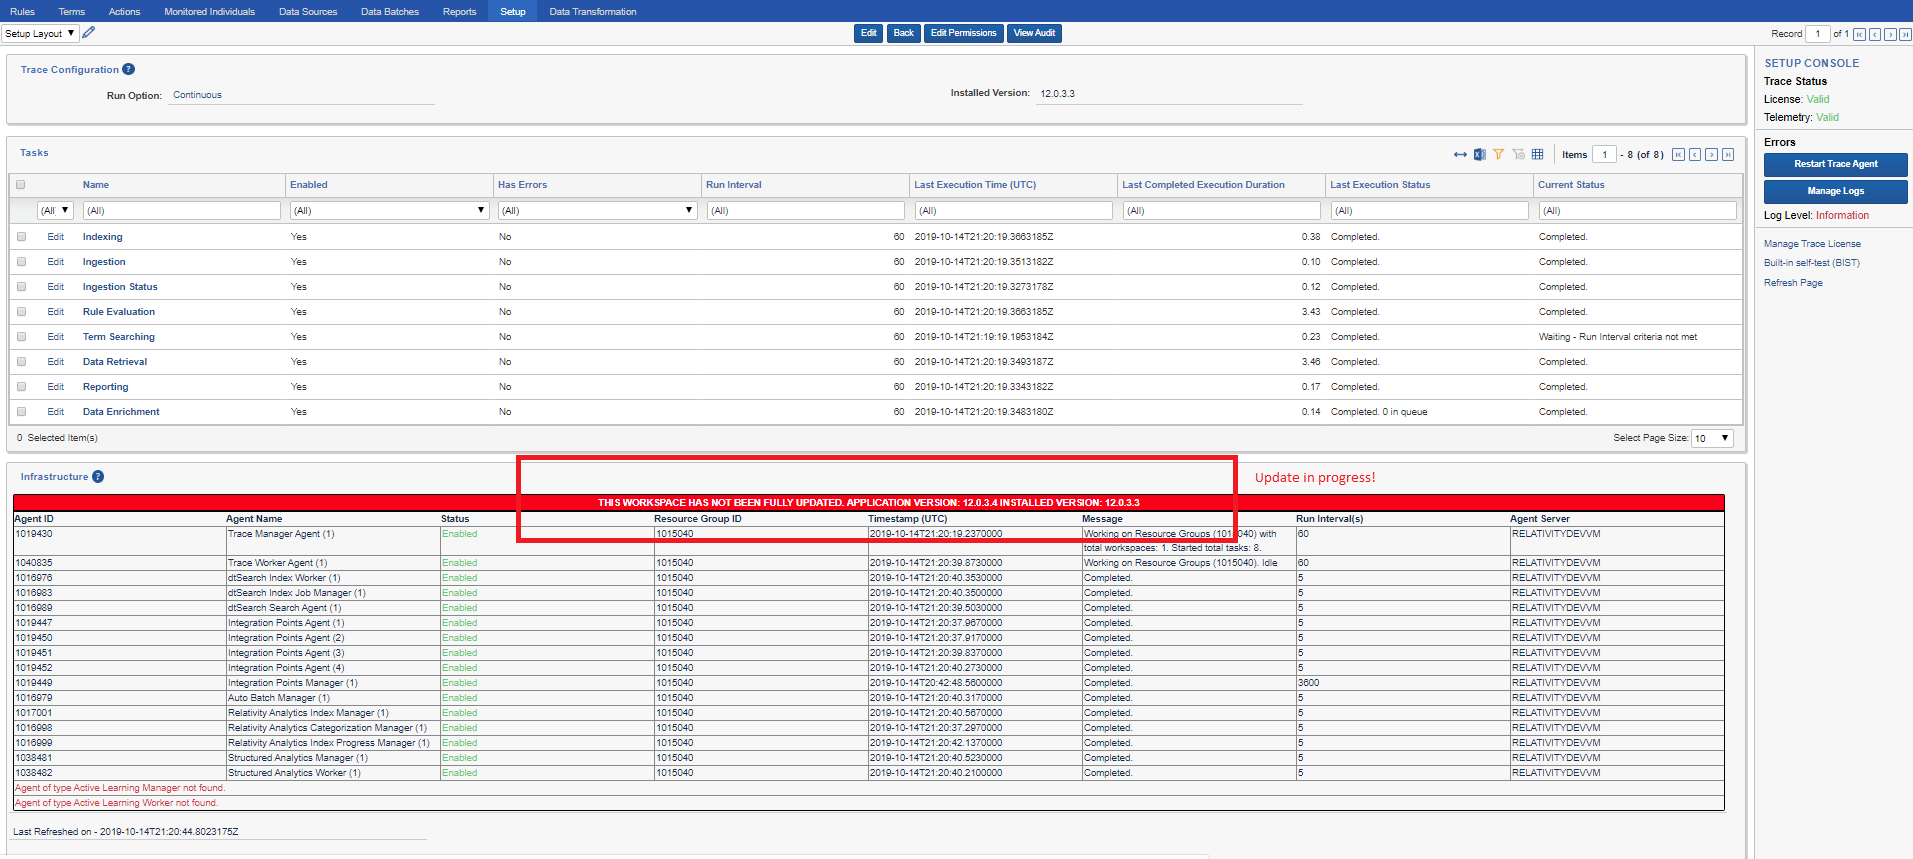 Rules Terms Actions Monitored Individuals Data Sources Data Batches Reports Setup Data Transformation
Setup Layout ▼ Edit Back Edit Permissions View Audit Record 1 of 1
Trace Configuration ?
Run Option: Continuous Installed Version: 12.0.3.3
Tasks Items 1 - 8 (of 8)
Name Enabled Has Errors Run Interval Last Execution Time (UTC) Last Completed Execution Duration Last Execution Status Current Status
(All ▼ (All) (All) ▼ (All) ▼ (All) (All) (All) (All) (All)
Edit Indexing Yes No 60 2019-10-14T21:20:19.3663185Z 0.38 Completed. Completed.
Edit Ingestion Yes No 60 2019-10-14T21:20:19.3513182Z 0.10 Completed. Completed.
Edit Ingestion Status Yes No 60 2019-10-14T21:20:19.3273178Z 0.12 Completed. Completed.
Edit Rule Evaluation Yes No 60 2019-10-14T21:20:19.3663185Z 3.43 Completed. Completed.
Edit Term Searching Yes No 60 2019-10-14T21:19:19.1953184Z 0.23 Completed. Waiting - Run Interval criteria not met
Edit Data Retrieval Yes No 60 2019-10-14T21:20:19.3493187Z 3.46 Completed. Completed.
Edit Reporting Yes No 60 2019-10-14T21:20:19.3343182Z 0.17 Completed. Completed.
Edit Data Enrichment Yes No 60 2019-10-14T21:20:19.3483180Z 0.14 Completed. 0 in queue Completed.
0 Selected Item(s) Select Page Size: 10 ▼
Infrastructure ? Update in progress!
THIS WORKSPACE HAS NOT BEEN FULLY UPDATED. APPLICATION VERSION: 12.0.3.4 INSTALLED VERSION: 12.0.3.3
Agent ID Agent Name Status Resource Group ID Timestamp (UTC) Message Run Interval(s) Agent Server
1019430 Trace Manager Agent (1) Enabled 1015040 2019-10-14T21:20:19.2370000 Working on Resource Groups (1015040) with 60 RELATIVITYDEVVM
total workspaces: 1. Started total tasks: 8.
1040835 Trace Worker Agent (1) Enabled 1015040 2019-10-14T21:20:39.8730000 Working on Resource Groups (1015040). Idle 60 RELATIVITYDEVVM
1016976 dtSearch Index Worker (1) Enabled 1015040 2019-10-14T21:20:40.3530000 Completed. 5 RELATIVITYDEVVM
1016983 dtSearch Index Job Manager (1) Enabled 1015040 2019-10-14T21:20:40.3500000 Completed. 5 RELATIVITYDEVVM
1016989 dtSearch Search Agent (1) Enabled 1015040 2019-10-14T21:20:39.5030000 Completed. 5 RELATIVITYDEVVM
1019447 Integration Points Agent (1) Enabled 1015040 2019-10-14T21:20:37.9670000 Completed. 5 RELATIVITYDEVVM
1019450 Integration Points Agent (2) Enabled 1015040 2019-10-14T21:20:37.9170000 Completed. 5 RELATIVITYDEVVM
1019451 Integration Points Agent (3) Enabled 1015040 2019-10-14T21:20:39.8370000 Completed. 5 RELATIVITYDEVVM
1019452 Integration Points Agent (4) Enabled 1015040 2019-10-14T21:20:40.2730000 Completed. 5 RELATIVITYDEVVM
1019449 Integration Points Manager (1) Enabled 1015040 2019-10-14T20:42:48.5600000 Completed. 3600 RELATIVITYDEVVM
1016979 Auto Batch Manager (1) Enabled 1015040 2019-10-14T21:20:40.3170000 Completed. 5 RELATIVITYDEVVM
1017001 Relativity Analytics Index Manager (1) Enabled 1015040 2019-10-14T21:20:40.5670000 Completed. 5 RELATIVITYDEVVM
1016998 Relativity Analytics Categorization Manager (1) Enabled 1015040 2019-10-14T21:20:37.2970000 Completed. 5 RELATIVITYDEVVM
1016999 Relativity Analytics Index Progress Manager (1) Enabled 1015040 2019-10-14T21:20:42.1370000 Completed. 5 RELATIVITYDEVVM
1038481 Structured Analytics Manager (1) Enabled 1015040 2019-10-14T21:20:40.5230000 Completed. 5 RELATIVITYDEVVM
1038482 Structured Analytics Worker (1) Enabled 1015040 2019-10-14T21:20:40.2100000 Completed. 5 RELATIVITYDEVVM
Agent of type Active Learning Manager not found.
Agent of type Active Learning Worker not found.
Last Refreshed on - 2019-10-14T21:20:44.8023175Z
SETUP CONSOLE
Trace Status
License: Valid
Telemetry: Valid
Errors
Restart Trace Agent
Manage Logs
Log Level: Information
Manage Trace License
Built-in self-test (BIST)
Refresh Page